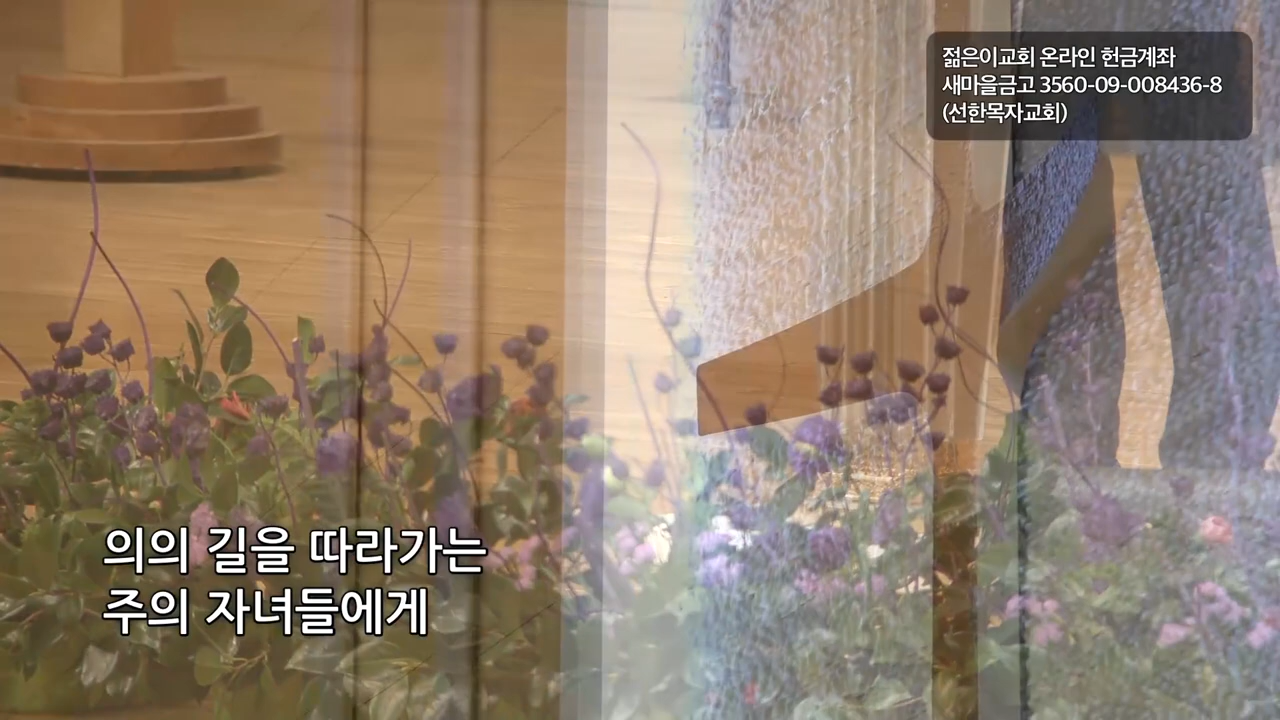 젊은이교회 온라인 헌금계좌
새마을금고 3560-09-008436-8
(선한목자교회)
의의 길을 따라가는
주의 자녀들에게